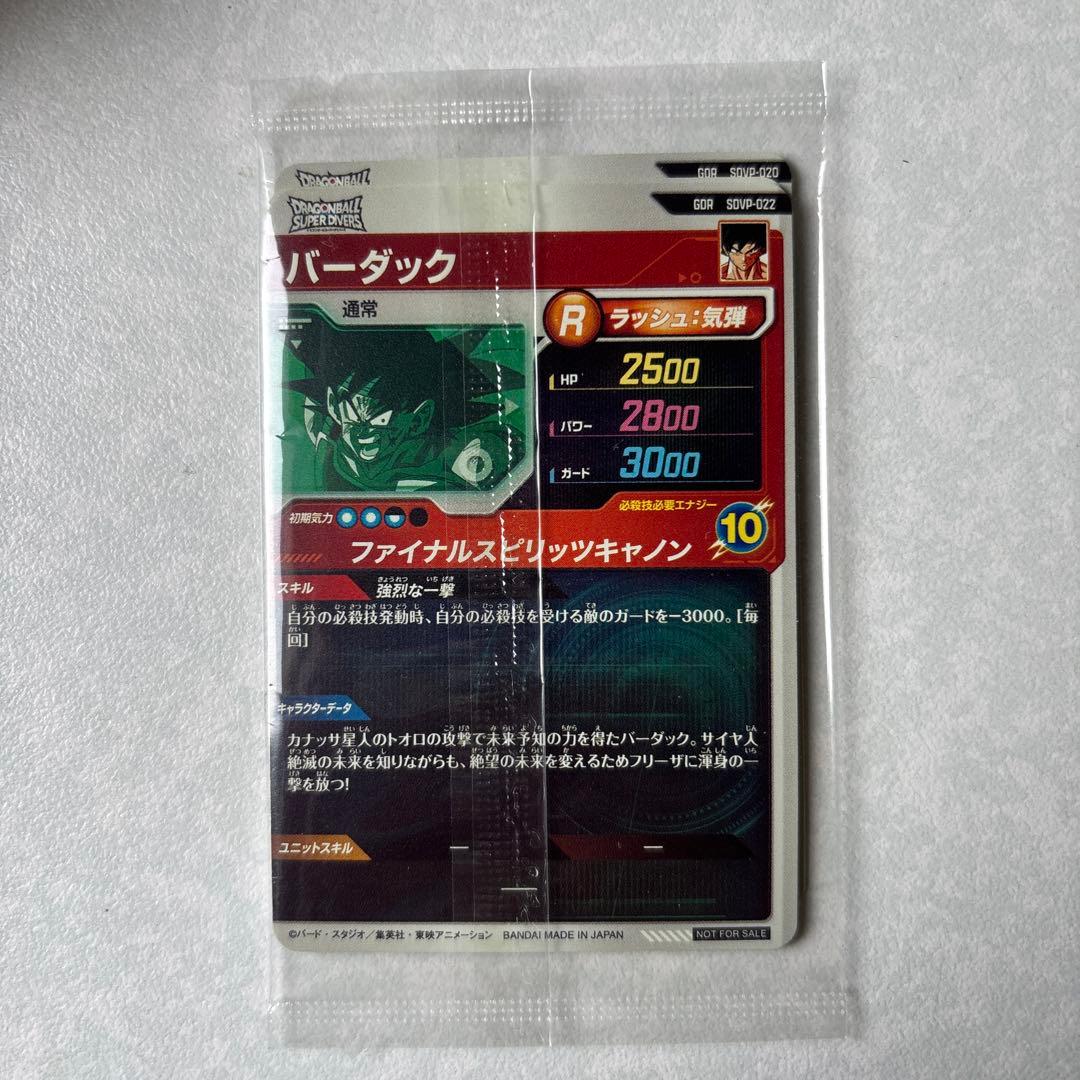 DRAGONBALL
GDR SDVP-020
DRAGONBALL
SUPER DIVERS
GDR SDVP-022
バーダック
通常
R ラッシュ:気弾
HP 2500
パワー 2800
ガード 3000
必殺技必要エナジー
初期気力
10
ファイナルスピリッツキャノン
スキル 強烈な一撃
自分の必殺技発動時、自分の必殺技を受ける敵のガードを-3000。[毎
回]
キャラクターデータ
カナッサ星人のトオロの攻撃で未来予知の力を得たバーダック。サイヤ人
絶滅の未来を知りながらも、絶望の未来を変えるためフリーザに渾身の一
撃を放つ!
ユニットスキル ー ー
ー
©バード・スタジオ/集英社・東映アニメーション BANDAI MADE IN JAPAN
NOT FOR SALE